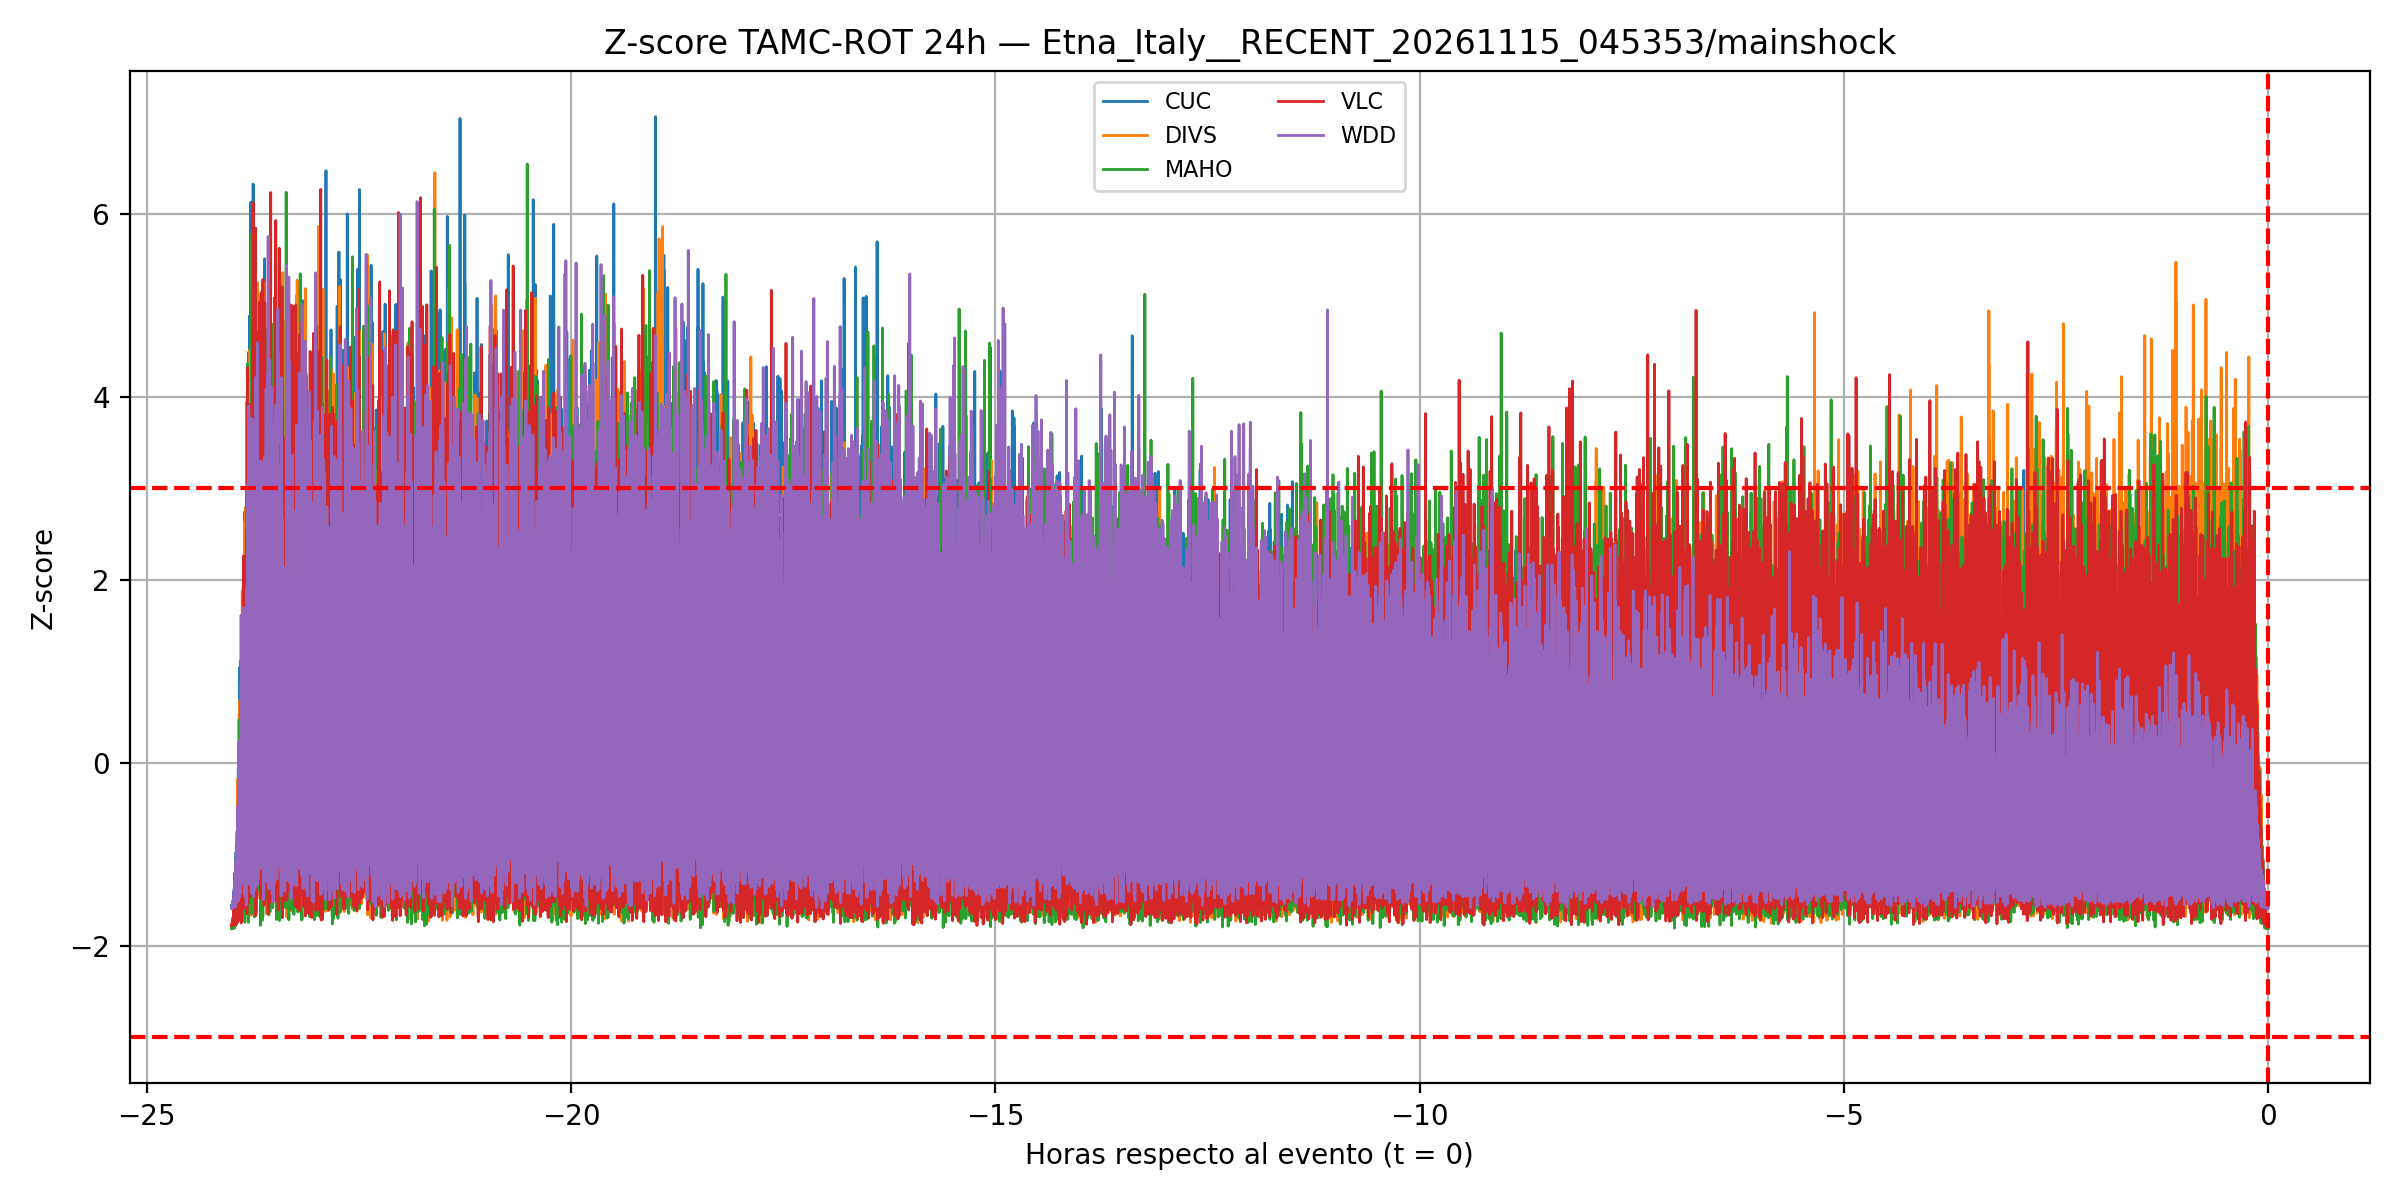 Z-score TAMC-ROT 24h — Etna_Italy__RECENT_20261115_045353/mainshock
CUC
DIVS
MAHO
VLC
WDD
Z-score
6
4
2
0
−2
−25
−20
−15
−10
−5
0
Horas respecto al evento (t = 0)